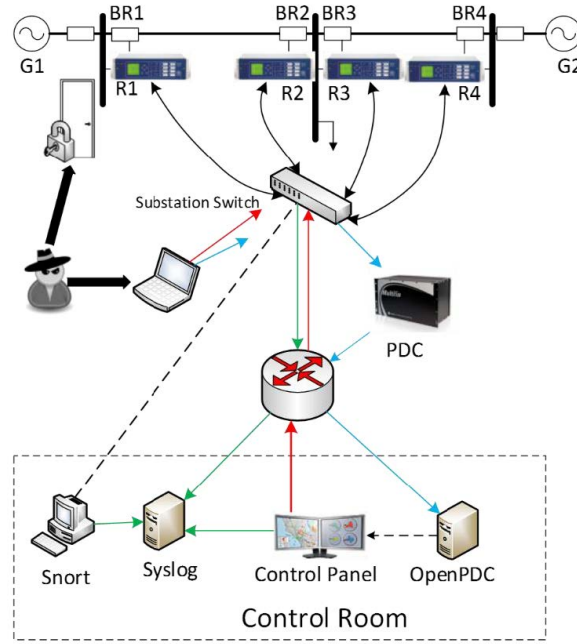 BR1 BR2 BR3 BR4
G1 G2
R1 R2 R3 R4
Substation Switch
Multilin
PDC
Snort Syslog Control Panel OpenPDC
Control Room